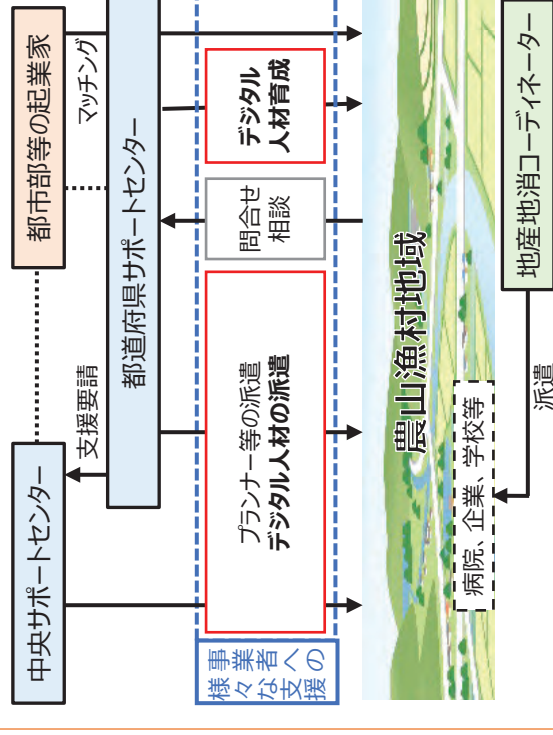 中央サポートセンター
都市部等の起業家
支援要請
マッチング
都道府県サポートセンター
様々な
事業者へ
の
支援
プランナー等の派遣
デジタル人材の派遣
問合せ
相談
デジタル
人材育成
農山漁村地域
病院、企業、学校等
派遣
地産地消コーディネーター